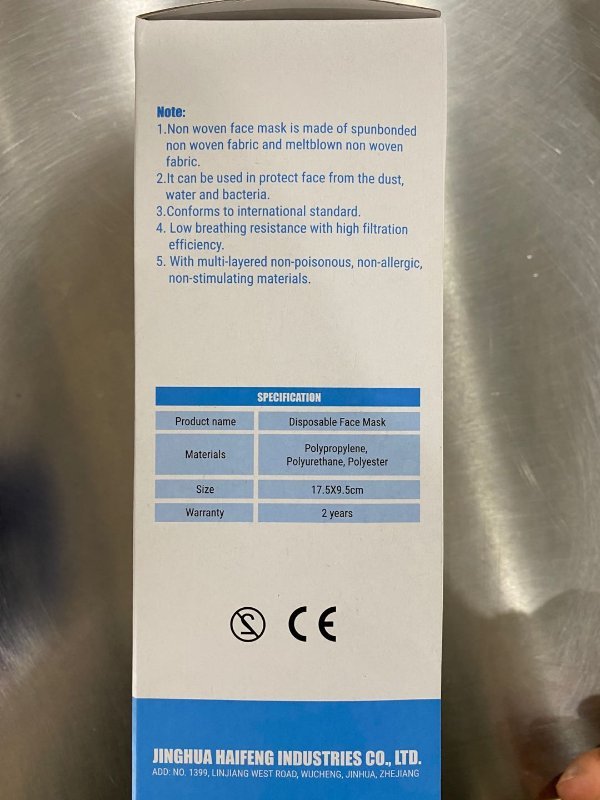 Note:
1.Non woven face mask is made of spunbonded
non woven fabric and meltblown non woven
fabric.
2.It can be used in protect face from the dust,
water and bacteria.
3.Conforms to international standard.
4. Low breathing resistance with high filtration
efficiency.
5. With multi-layered non-poisonous, non-allergic,
non-stimulating materials.
SPECIFICATION
Product name Disposable Face Mask
Materials Polypropylene,
Polyurethane, Polyester
Size 17.5X9.5cm
Warranty 2 years
2 CE
JINGHUA HAIFENG INDUSTRIES CO., LTD.
ADD: NO. 1399, LINJIANG WEST ROAD, WUCHENG, JINHUA, ZHEJIANG